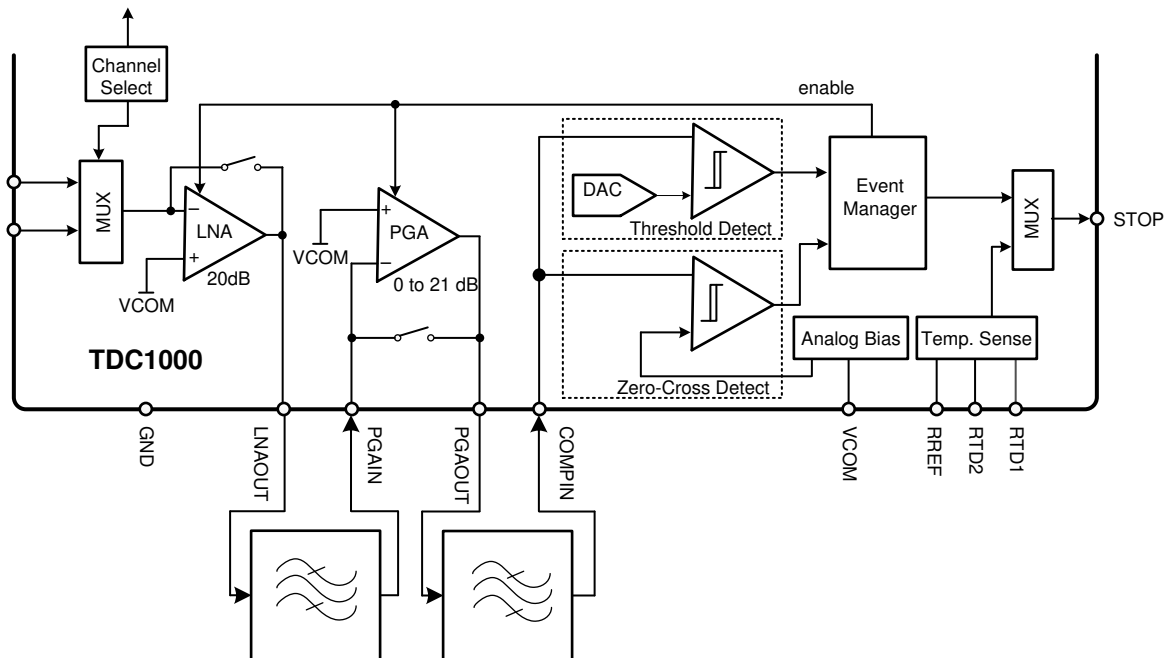 Channel
Select
enable
MUX
−
LNA
+
20dB
VCOM
+
PGA
−
VCOM
0 to 21 dB
DAC
Threshold Detect
Zero-Cross Detect
Event
Manager
MUX
STOP
Analog Bias
Temp. Sense
TDC1000
GND
LNAOUT
PGAIN
PGAOUT
COMPIN
VCOM
RREF
RTD2
RTD1